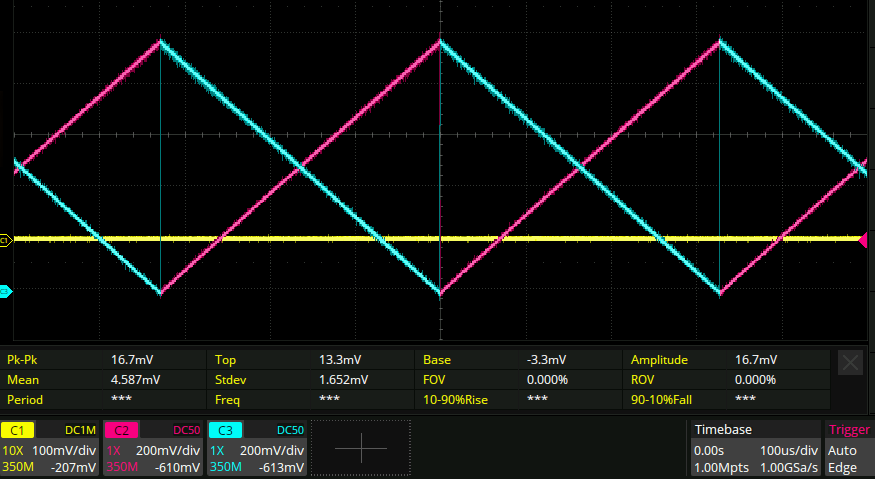 C1
C3
Pk-Pk 16.7mV Top 13.3mV Base -3.3mV Amplitude 16.7mV
Mean 4.587mV Stdev 1.652mV FOV 0.000% ROV 0.000%
Period *** Freq *** 10-90%Rise *** 90-10%Fall ***
C1 DC1M C2 DC50 C3 DC50 Timebase Trigger
10X 100mV/div 1X 200mV/div 1X 200mV/div 0.00s 100us/div Auto
350M -207mV 350M -610mV 350M -613mV 1.00Mpts 1.00GSa/s Edge